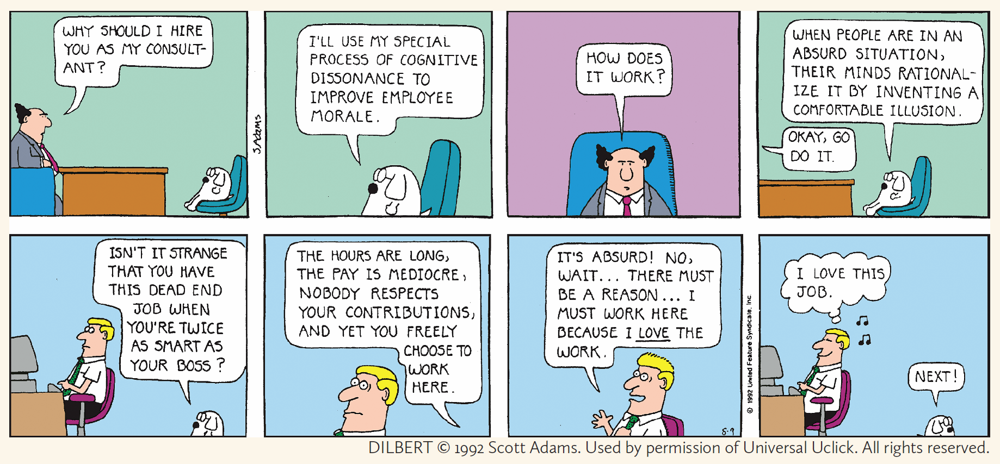 WHY SHOULD I HIRE
YOU AS MY CONSULT-
ANT?
S.Adams
I'LL USE MY SPECIAL
PROCESS OF COGNITIVE
DISSONANCE TO
IMPROVE EMPLOYEE
MORALE.
HOW DOES
IT WORK?
WHEN PEOPLE ARE IN AN
ABSURD SITUATION,
THEIR MINDS RATIONAL-
IZE IT BY INVENTING A
COMFORTABLE ILLUSION.
OKAY, GO
DO IT.
ISN'T IT STRANGE
THAT YOU HAVE
THIS DEAD END
JOB WHEN
YOU'RE TWICE
AS SMART AS
YOUR BOSS?
THE HOURS ARE LONG,
THE PAY IS MEDIOCRE,
NOBODY RESPECTS
YOUR CONTRIBUTIONS,
AND YET YOU FREELY
CHOOSE TO
WORK
HERE.
IT'S ABSURD! NO,
WAIT... THERE MUST
BE A REASON... I
MUST WORK HERE
BECAUSE I LOVE THE
WORK.
8-9
© 1992 United Feature Syndicate, Inc.
I LOVE THIS
JOB.
NEXT!
DILBERT © 1992 Scott Adams. Used by permission of Universal Uclick. All rights reserved.